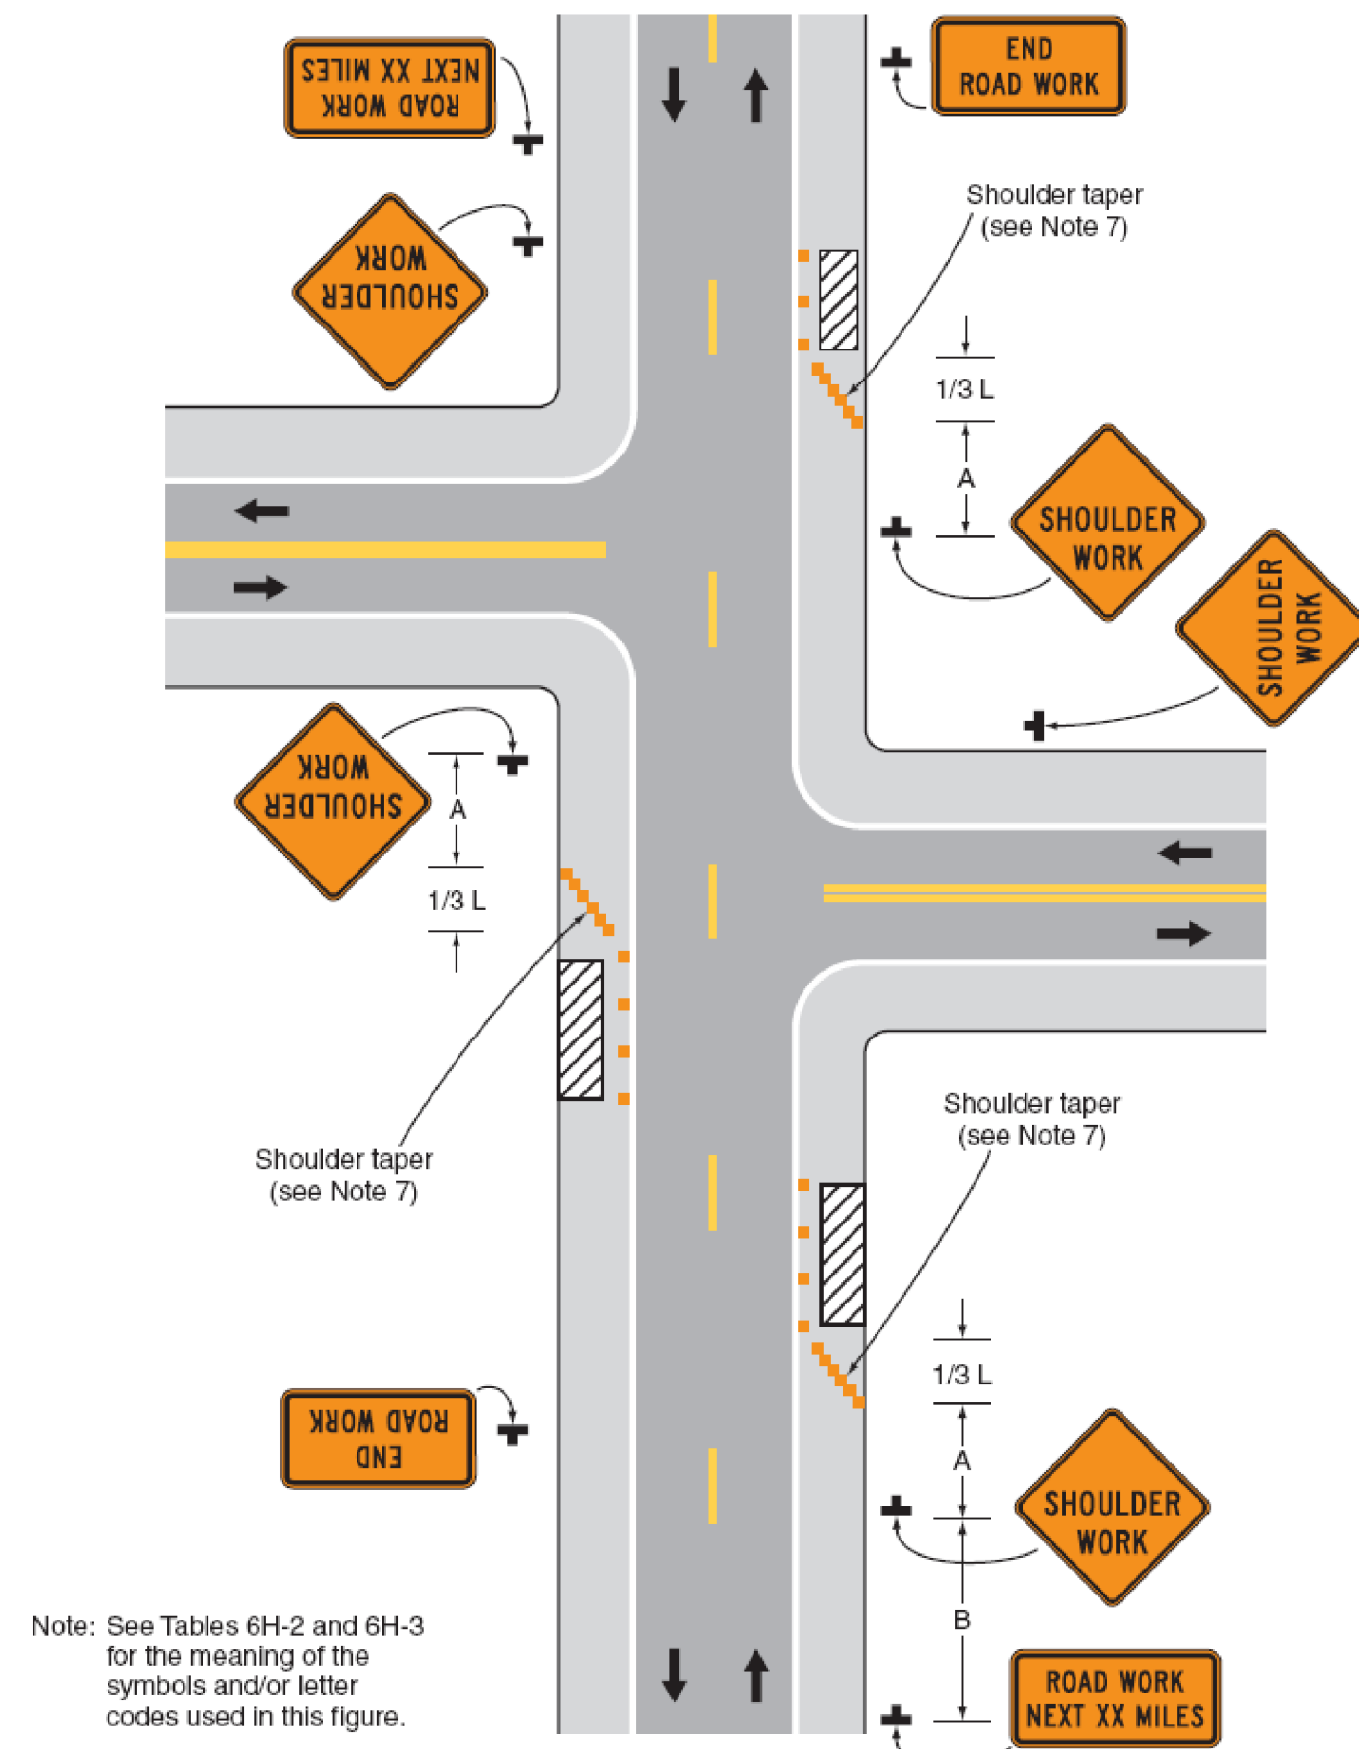 ROAD WORK
NEXT XX MILES
END
ROAD WORK
Shoulder taper
(see Note 7)
SHOULDER
WORK
1/3 L
A
SHOULDER
WORK
SHOULDER
WORK
SHOULDER
WORK
A
1/3 L
Shoulder taper
(see Note 7)
Shoulder taper
(see Note 7)
1/3 L
END
ROAD WORK
A
SHOULDER
WORK
B
Note: See Tables 6H-2 and 6H-3
for the meaning of the
symbols and/or letter
codes used in this figure.
ROAD WORK
NEXT XX MILES